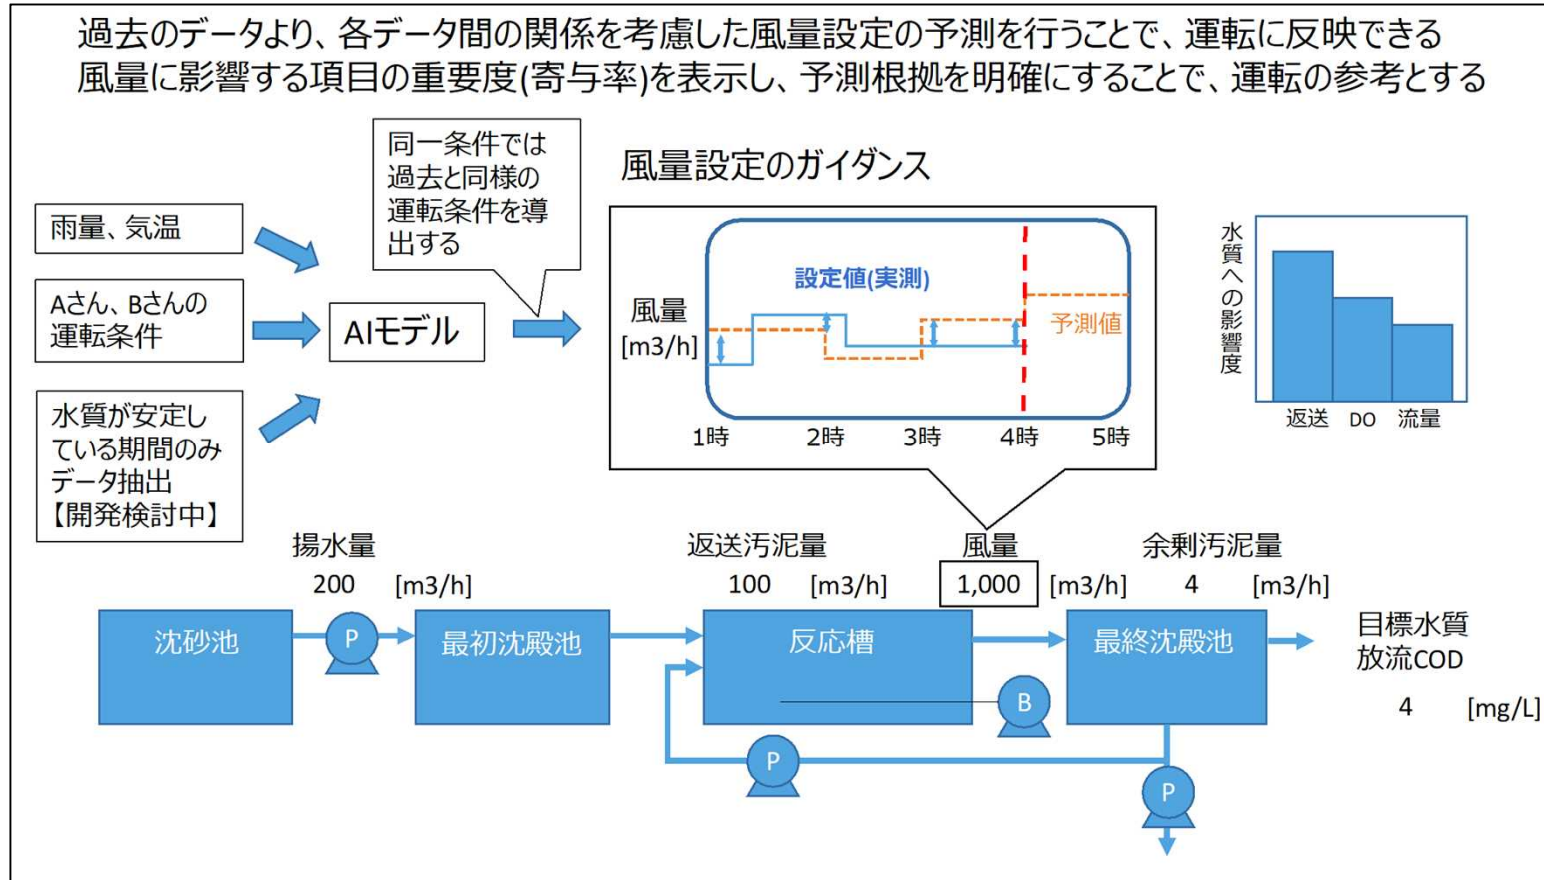 過去のデータより、各データ間の関係を考慮した風量設定の予測を行うことで、運転に反映できる
風量に影響する項目の重要度(寄与率)を表示し、予測根拠を明確にすることで、運転の参考とする
同一条件では
過去と同様の
運転条件を導
出する
風量設定のガイダンス
雨量、気温
Aさん、Bさんの
運転条件
水質が安定し
ている期間のみ
データ抽出
【開発検討中】
AIモデル
設定値(実測)
風量
[m3/h]
予測値
1時 2時 3時 4時 5時
水質への影響度
返送 DO 流量
揚水量
200 [m3/h]
返送汚泥量
100 [m3/h]
風量
1,000 [m3/h]
余剰汚泥量
4 [m3/h]
沈砂池
P
最初沈殿池
反応槽
最終沈殿池
B
P
P
目標水質
放流COD
4 [mg/L]